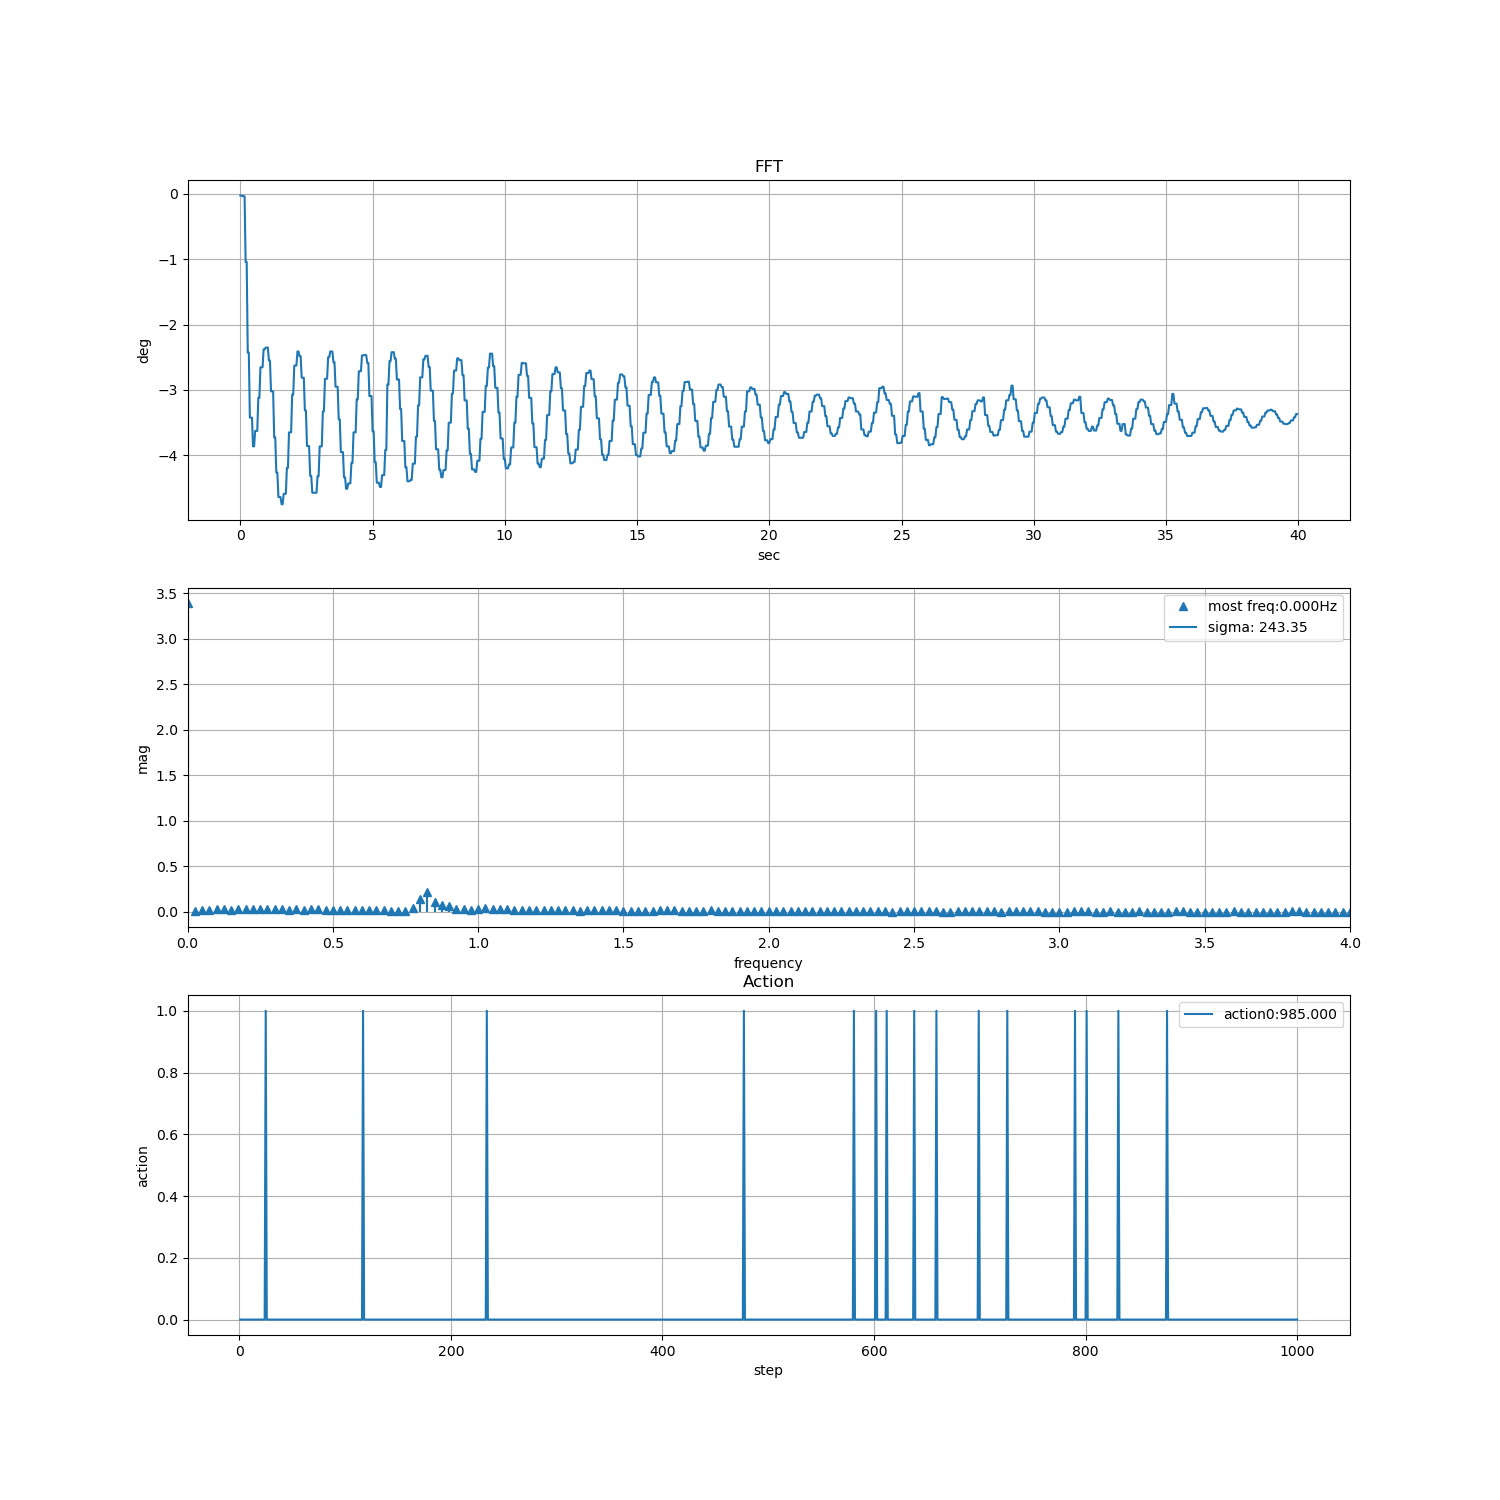 FFT
0
−1
−2
−3
−4
deg
0 5 10 15 20 25 30 35 40
sec
3.5
3.0
2.5
2.0
1.5
1.0
0.5
0.0
mag
most freq:0.000Hz
sigma: 243.35
0.0 0.5 1.0 1.5 2.0 2.5 3.0 3.5 4.0
frequency
Action
1.0
0.8
0.6
0.4
0.2
0.0
action
action0:985.000
0 200 400 600 800 1000
step